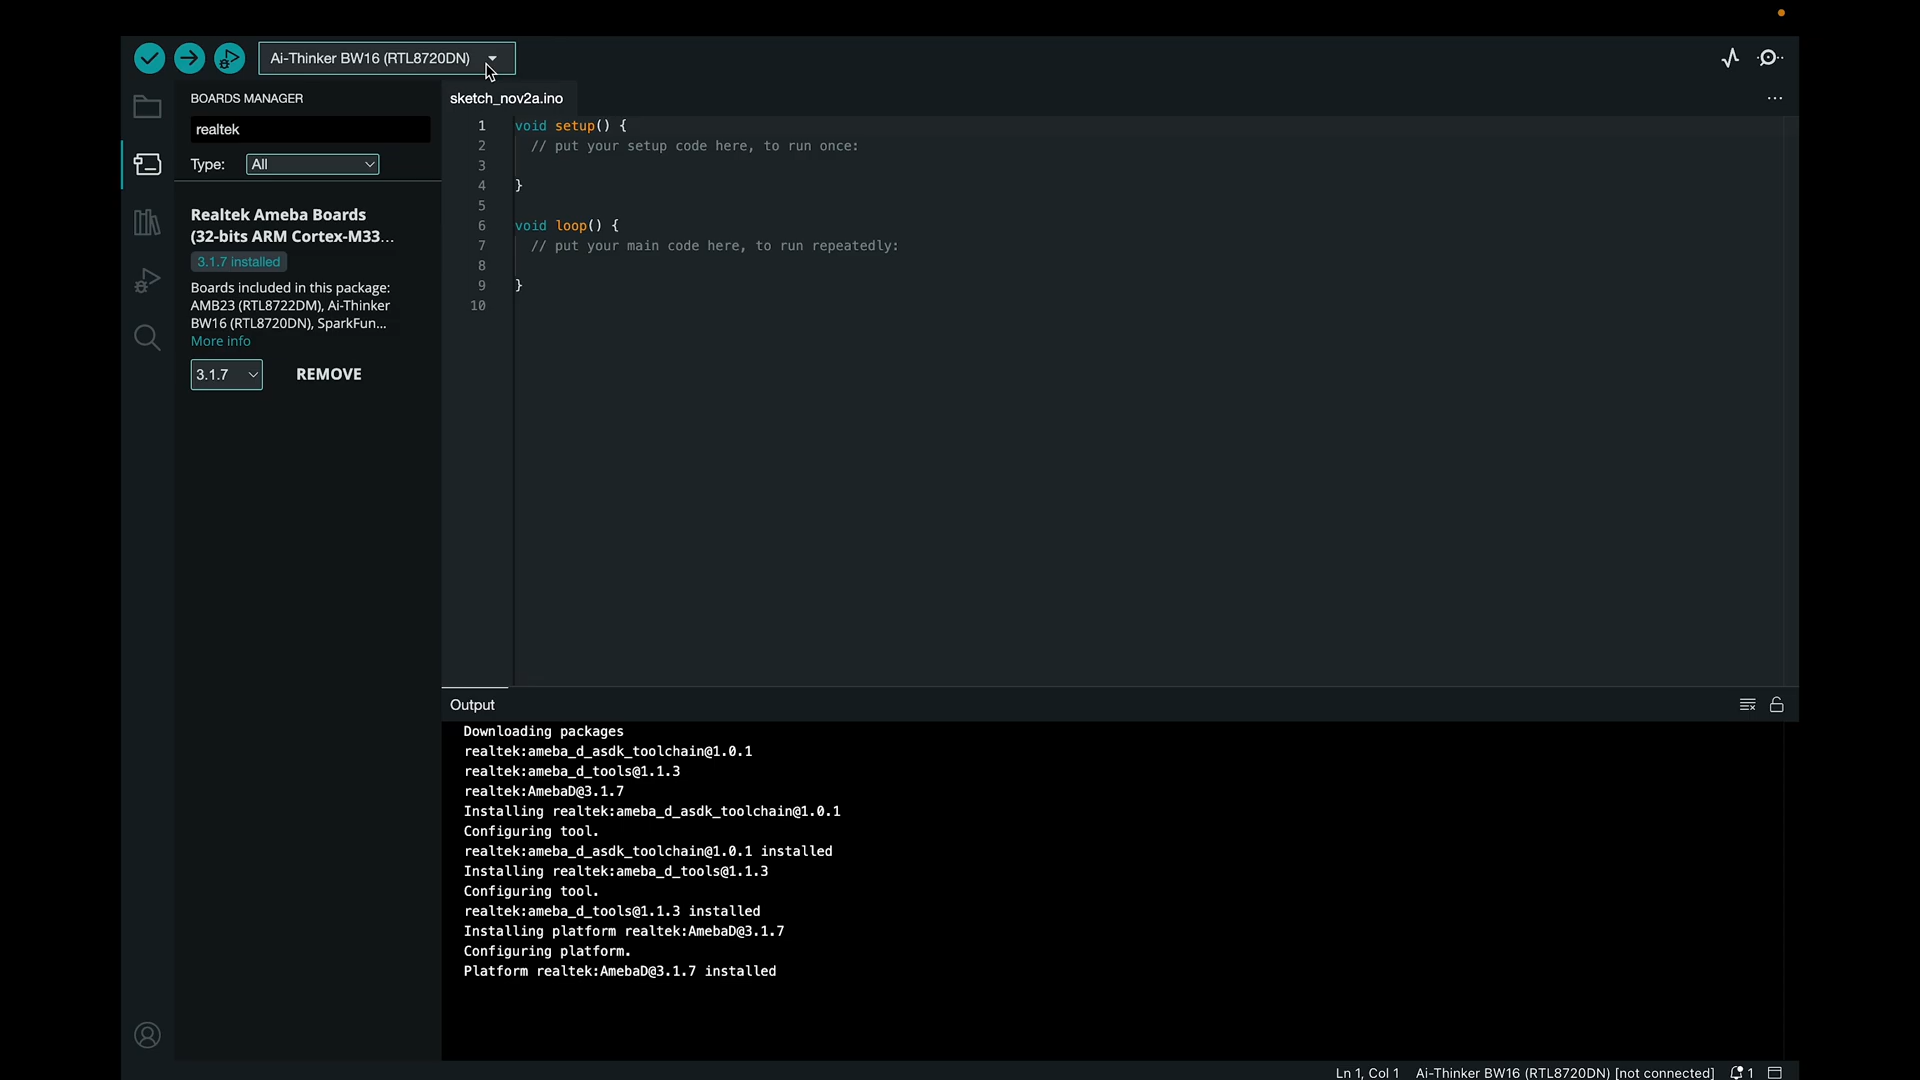 Ai-Thinker BW16 (RTL8720DN)
BOARDS MANAGER
realtek
Type: All
Realtek Ameba Boards
(32-bits ARM Cortex-M33...
3.1.7 installed
Boards included in this package:
AMB23 (RTL8722DM), Ai-Thinker
BW16 (RTL8720DN), SparkFun...
More info
3.1.7 REMOVE
sketch_nov2a.ino
1 void setup() {
2 // put your setup code here, to run once:
3
4 }
5
6 void loop() {
7 // put your main code here, to run repeatedly:
8
9 }
10
Output
Downloading packages
realtek:ameba_d_asdk_toolchain@1.0.1
realtek:ameba_d_tools@1.1.3
realtek:AmebaD@3.1.7
Installing realtek:ameba_d_asdk_toolchain@1.0.1
Configuring tool.
realtek:ameba_d_asdk_toolchain@1.0.1 installed
Installing realtek:ameba_d_tools@1.1.3
Configuring tool.
realtek:ameba_d_tools@1.1.3 installed
Installing platform realtek:AmebaD@3.1.7
Configuring platform.
Platform realtek:AmebaD@3.1.7 installed
Ln 1, Col 1 Ai-Thinker BW16 (RTL8720DN) [not connected] 1